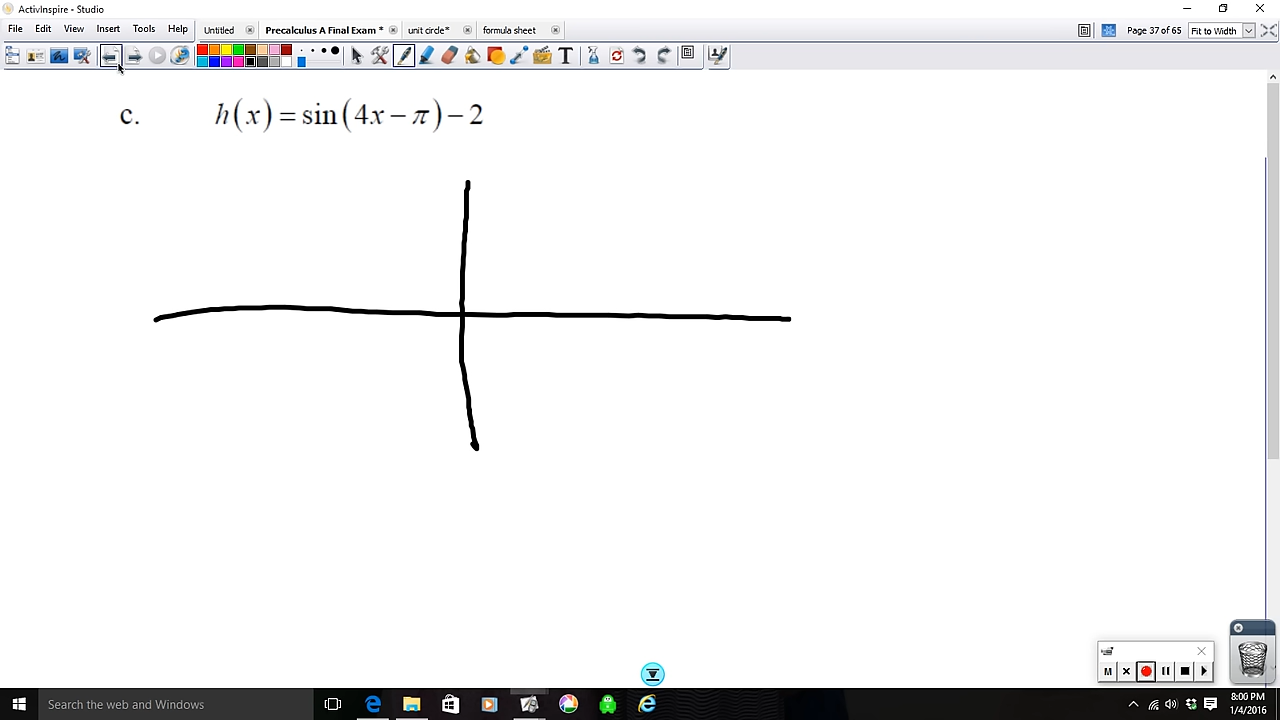 ActivInspire - Studio
File Edit View Insert Tools Help
Untitled Precalculus A Final Exam * unit circle* formula sheet
Page 37 of 65 Fit to Width
T
c. h(x) = sin(4x − π) − 2
M
Search the web and Windows
8:00 PM
1/4/2016